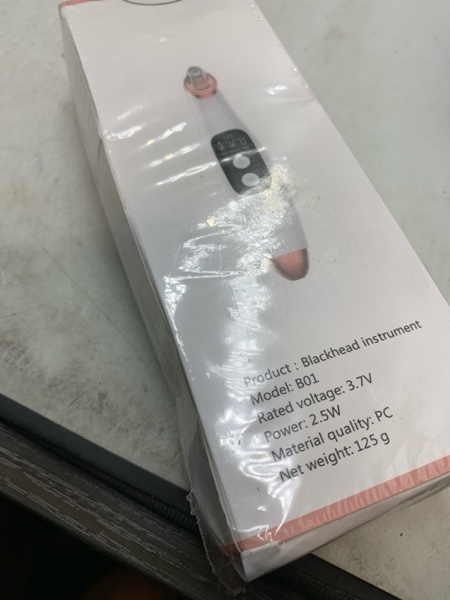 Product : Blackhead instrument
Model: B01
Rated voltage: 3.7V
Power: 2.5W
Material quality: PC
Net weight: 125 g